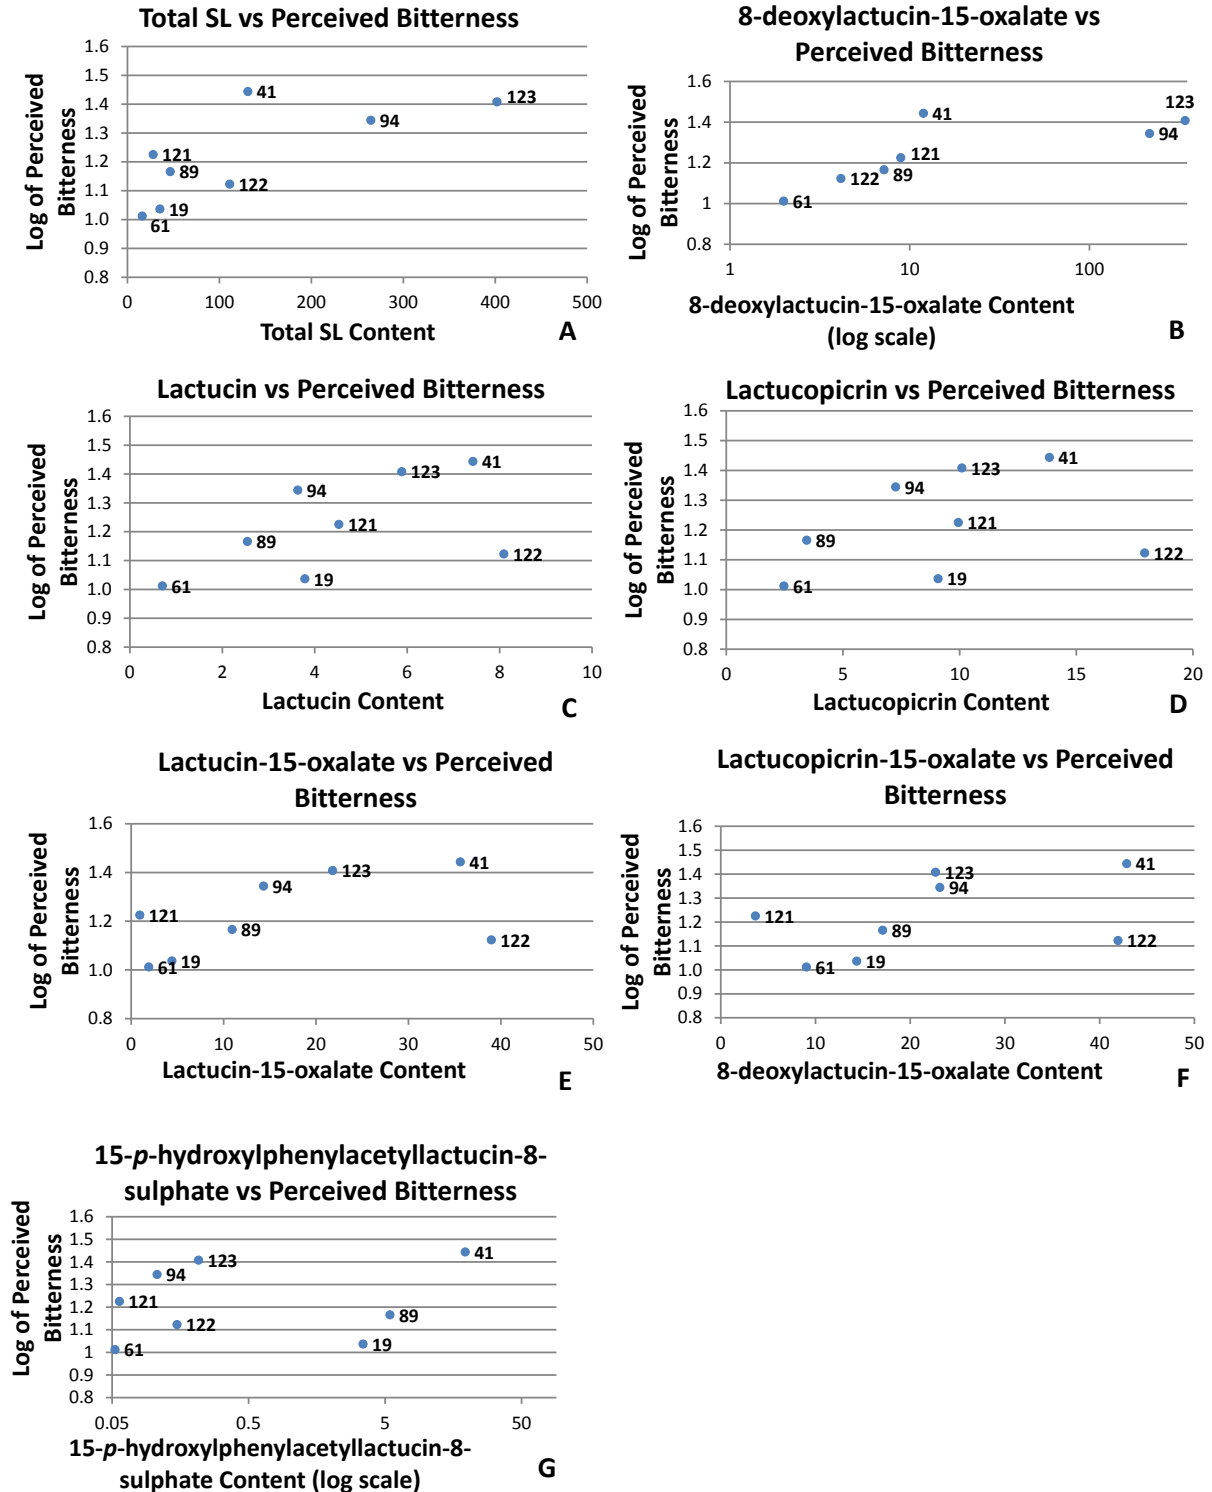 Total SL vs Perceived Bitterness
Log of Perceived
Bitterness
1.6
1.5
1.4
1.3
1.2
1.1
1.0
0.9
0.8
41
123
94
121
89
122
19
61
0 100 200 300 400 500
Total SL Content
A
8-deoxylactucin-15-oxalate vs
Perceived Bitterness
Log of Perceived
Bitterness
1.6
1.4
1.2
1
0.8
123
41
94
121
122
89
61
1 10 100
8-deoxylactucin-15-oxalate Content
(log scale)
B
Lactucin vs Perceived Bitterness
Log of Perceived
Bitterness
1.6
1.5
1.4
1.3
1.2
1.1
1.0
0.9
0.8
41
123
94
121
89
122
61
19
0 2 4 6 8 10
Lactucin Content
C
Lactucopicrin vs Perceived Bitterness
Log of Perceived
Bitterness
1.6
1.5
1.4
1.3
1.2
1.1
1.0
0.9
0.8
41
123
94
121
89
122
61
19
0 5 10 15 20
Lactucopicrin Content
D
Lactucin-15-oxalate vs Perceived
Bitterness
Log of Perceived
Bitterness
1.6
1.4
1.2
1.0
0.8
41
123
94
121
89
122
61
19
0 10 20 30 40 50
Lactucin-15-oxalate Content
E
Lactucopicrin-15-oxalate vs Perceived
Bitterness
Log of Perceived
Bitterness
1.6
1.5
1.4
1.3
1.2
1.1
1.0
0.9
0.8
41
123
94
121
89
122
61
19
0 10 20 30 40 50
8-deoxylactucin-15-oxalate Content
F
15-p-hydroxylphenylacetyllactucin-8-
sulphate vs Perceived Bitterness
Log of Perceived
Bitterness
1.6
1.5
1.4
1.3
1.2
1.1
1
0.9
0.8
41
123
94
121
89
122
19
61
0.05 0.5 5 50
15-p-hydroxylphenylacetyllactucin-8-
sulphate Content (log scale)
G